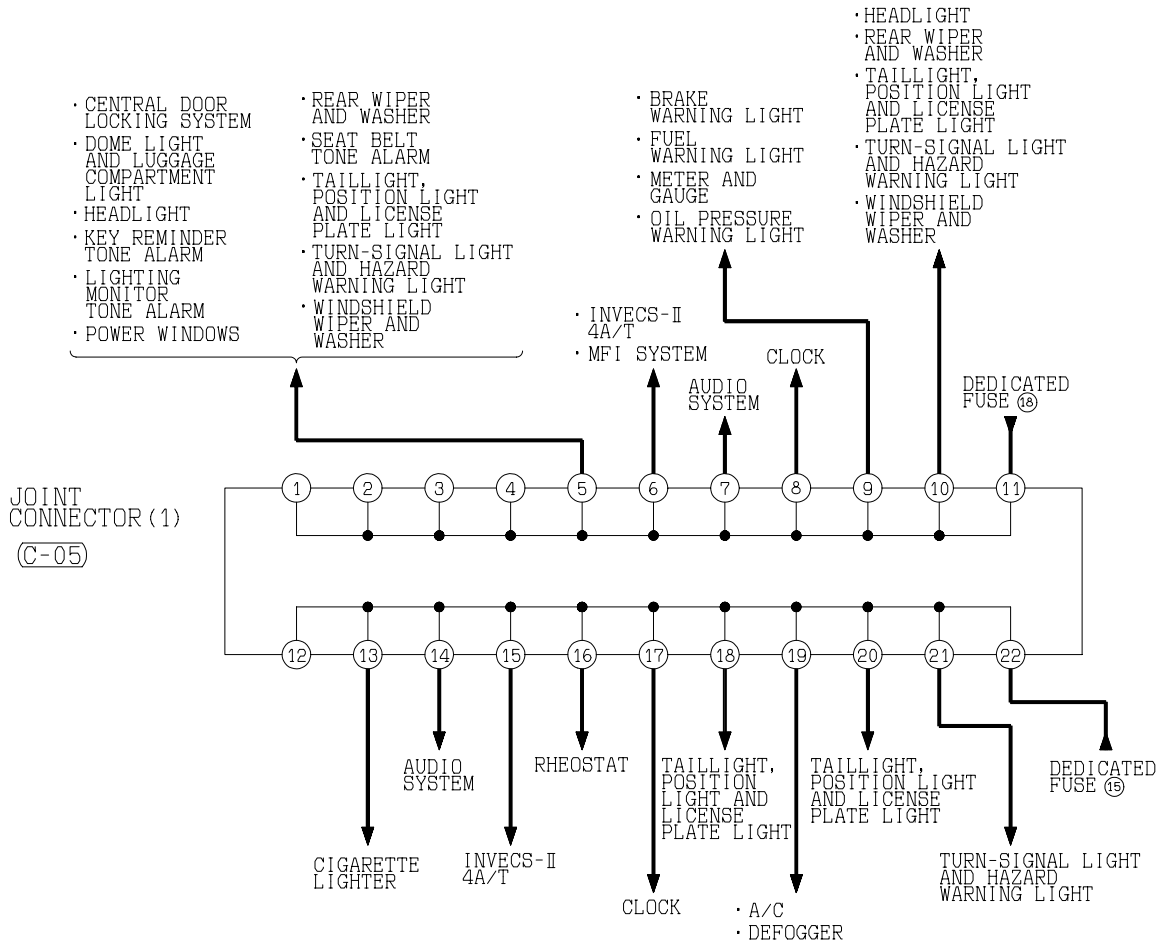 · CENTRAL DOOR
LOCKING SYSTEM
· DOME LIGHT
AND LUGGAGE
COMPARTMENT
LIGHT
· HEADLIGHT
· KEY REMINDER
TONE ALARM
· LIGHTING
MONITOR
TONE ALARM
· POWER WINDOWS
· REAR WIPER
AND WASHER
· SEAT BELT
TONE ALARM
· TAILLIGHT,
POSITION LIGHT
AND LICENSE
PLATE LIGHT
· TURN-SIGNAL LIGHT
AND HAZARD
WARNING LIGHT
· WINDSHIELD
WIPER AND
WASHER
· INVECS-Ⅱ
4A/T
· MFI SYSTEM
AUDIO
SYSTEM
CLOCK
· BRAKE
WARNING LIGHT
· FUEL
WARNING LIGHT
· METER AND
GAUGE
· OIL PRESSURE
WARNING LIGHT
· HEADLIGHT
· REAR WIPER
AND WASHER
· TAILLIGHT,
POSITION LIGHT
AND LICENSE
PLATE LIGHT
· TURN-SIGNAL LIGHT
AND HAZARD
WARNING LIGHT
· WINDSHIELD
WIPER AND
WASHER
DEDICATED
FUSE ⑱
JOINT
CONNECTOR(1)
C-05
1 2 3 4 5 6 7 8 9 10 11
12 13 14 15 16 17 18 19 20 21 22
CIGARETTE
LIGHTER
AUDIO
SYSTEM
INVECS-Ⅱ
4A/T
RHEOSTAT
CLOCK
TAILLIGHT,
POSITION
LIGHT AND
LICENSE
PLATE LIGHT
· A/C
· DEFOGGER
TAILLIGHT,
POSITION LIGHT
AND LICENSE
PLATE LIGHT
TURN-SIGNAL LIGHT
AND HAZARD
WARNING LIGHT
DEDICATED
FUSE ⑮